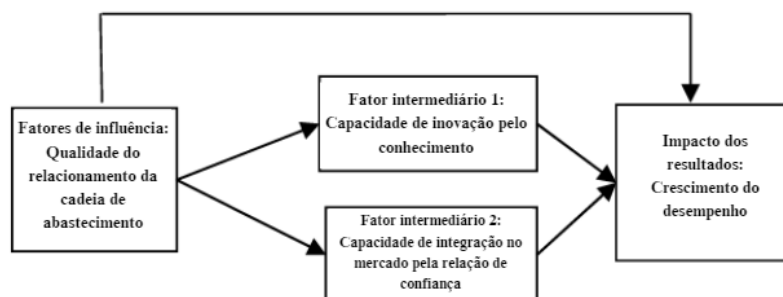 Fatores de influência:
Qualidade do
relacionamento da
cadeia de
abastecimento
Fator intermediário 1:
Capacidade de inovação pelo
conhecimento
Fator intermediário 2:
Capacidade de integração no
mercado pela relação de
confiança
Impacto dos
resultados:
Crescimento do
desempenho